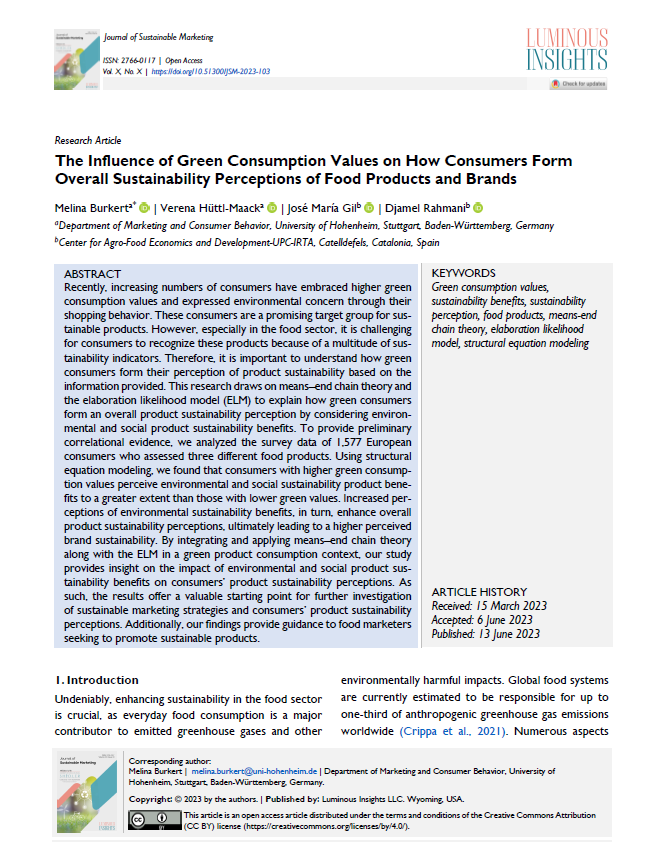 Journal of Sustainable Marketing
ISSN: 2766-0117 | Open Access
Vol. X, No. X | https://doi.org/10.51300/JSM-2023-103
LUMINOUS
INSIGHTS
Check for updates
Research Article
The Influence of Green Consumption Values on How Consumers Form
Overall Sustainability Perceptions of Food Products and Brands
Melina Burkertᵃ* | Verena Hüttl-Maackᵃ | José María Gilᵇ | Djamel Rahmaniᵇ
ᵃDepartment of Marketing and Consumer Behavior, University of Hohenheim, Stuttgart, Baden-Württemberg, Germany
ᵇCenter for Agro-Food Economics and Development-UPC-IRTA, Catelldefels, Catalonia, Spain
ABSTRACT
Recently, increasing numbers of consumers have embraced higher green
consumption values and expressed environmental concern through their
shopping behavior. These consumers are a promising target group for sus-
tainable products. However, especially in the food sector, it is challenging
for consumers to recognize these products because of a multitude of sus-
tainability indicators. Therefore, it is important to understand how green
consumers form their perception of product sustainability based on the
information provided. This research draws on means–end chain theory and
the elaboration likelihood model (ELM) to explain how green consumers
form an overall product sustainability perception by considering environ-
mental and social product sustainability benefits. To provide preliminary
correlational evidence, we analyzed the survey data of 1,577 European
consumers who assessed three different food products. Using structural
equation modeling, we found that consumers with higher green consump-
tion values perceive environmental and social sustainability product bene-
fits to a greater extent than those with lower green values. Increased per-
ceptions of environmental sustainability benefits, in turn, enhance overall
product sustainability perceptions, ultimately leading to a higher perceived
brand sustainability. By integrating and applying means–end chain theory
along with the ELM in a green product consumption context, our study
provides insight on the impact of environmental and social product sus-
tainability benefits on consumers’ product sustainability perceptions. As
such, the results offer a valuable starting point for further investigation
of sustainable marketing strategies and consumers’ product sustainability
perceptions. Additionally, our findings provide guidance to food marketers
seeking to promote sustainable products.
KEYWORDS
Green consumption values,
sustainability benefits, sustainability
perception, food products, means-end
chain theory, elaboration likelihood
model, structural equation modeling
ARTICLE HISTORY
Received: 15 March 2023
Accepted: 6 June 2023
Published: 13 June 2023
1. Introduction
Undeniably, enhancing sustainability in the food sector
is crucial, as everyday food consumption is a major
contributor to emitted greenhouse gases and other
environmentally harmful impacts. Global food systems
are currently estimated to be responsible for up to
one-third of anthropogenic greenhouse gas emissions
worldwide (Crippa et al., 2021). Numerous aspects
Corresponding author:
Melina Burkert | melina.burkert@uni-hohenheim.de | Department of Marketing and Consumer Behavior, University of
Hohenheim, Stuttgart, Baden-Württemberg, Germany.
Copyright: © 2023 by the authors. | Published by: Luminous Insights LLC. Wyoming, USA.
This article is an open access article distributed under the terms and conditions of the Creative Commons Attribution
(CC BY) license (https://creativecommons.org/licenses/by/4.0/).